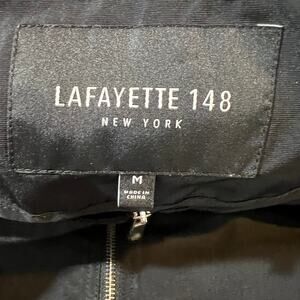 LAFAYETTE 148
NEW YORK
M
MADE IN
CHINA